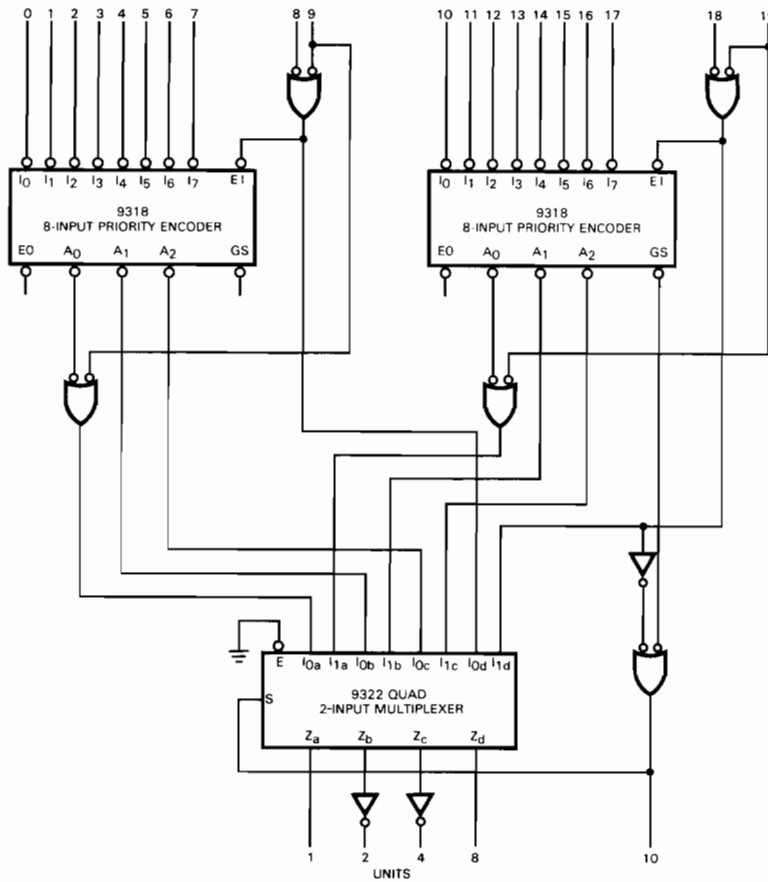 0 1 2 3 4 5 6 7 8 9 10 11 12 13 14 15 16 17 18
I0 I1 I2 I3 I4 I5 I6 I7 EI
9318
8-INPUT PRIORITY ENCODER
EO A0 A1 A2 GS
I0 I1 I2 I3 I4 I5 I6 I7 EI
9318
8-INPUT PRIORITY ENCODER
EO A0 A1 A2 GS
E I0a I1a I0b I1b I0c I1c I0d I1d
S
9322 QUAD
2-INPUT MULTIPLEXER
Za Zb Zc Zd
1 2 4 8 10
UNITS